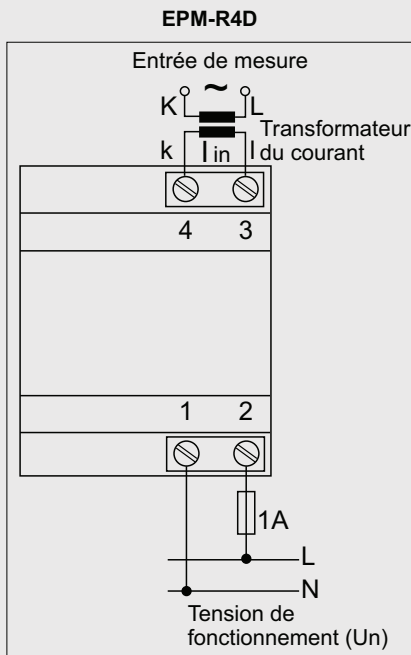 EPM-R4D
Entrée de mesure
~
K L
Transformateur
k I in l du courant
4 3
1 2
1A
L
N
Tension de
fonctionnement (Un)